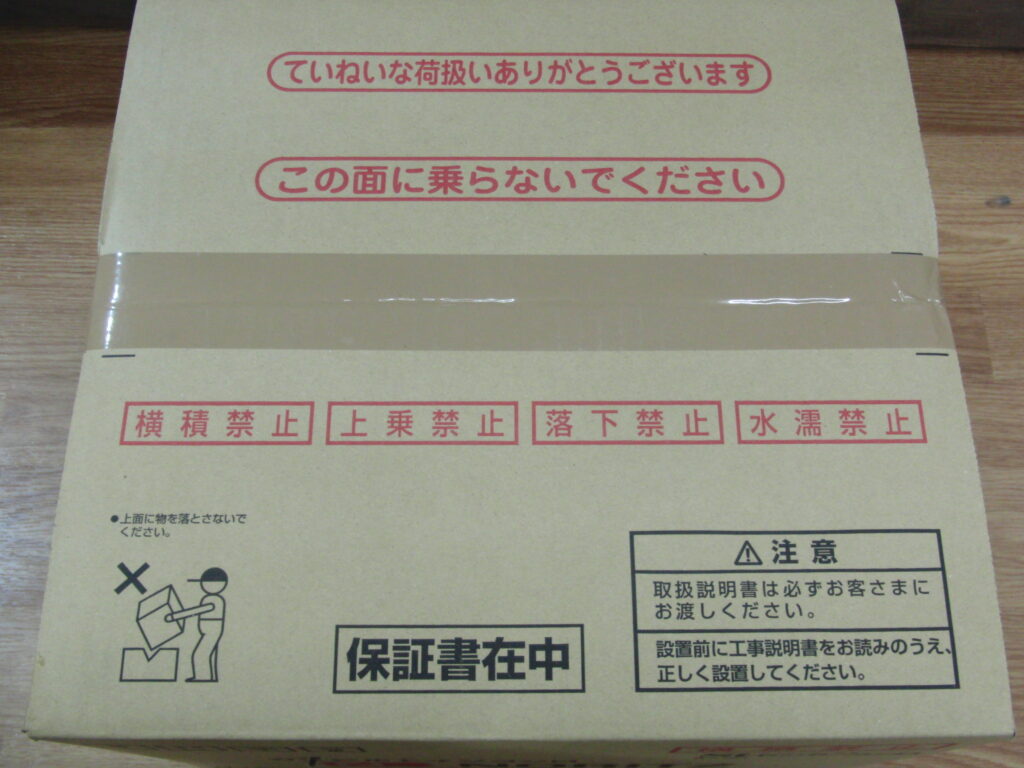 ていねいな荷扱いありがとうございます
この面に乗らないでください
横積禁止 上乗禁止 落下禁止 水濡禁止
●上面に物を落とさないで
ください。
保証書在中
⚠注意
取扱説明書は必ずお客さまに
お渡しください。
設置前に工事説明書をお読みのうえ、
正しく設置してください。